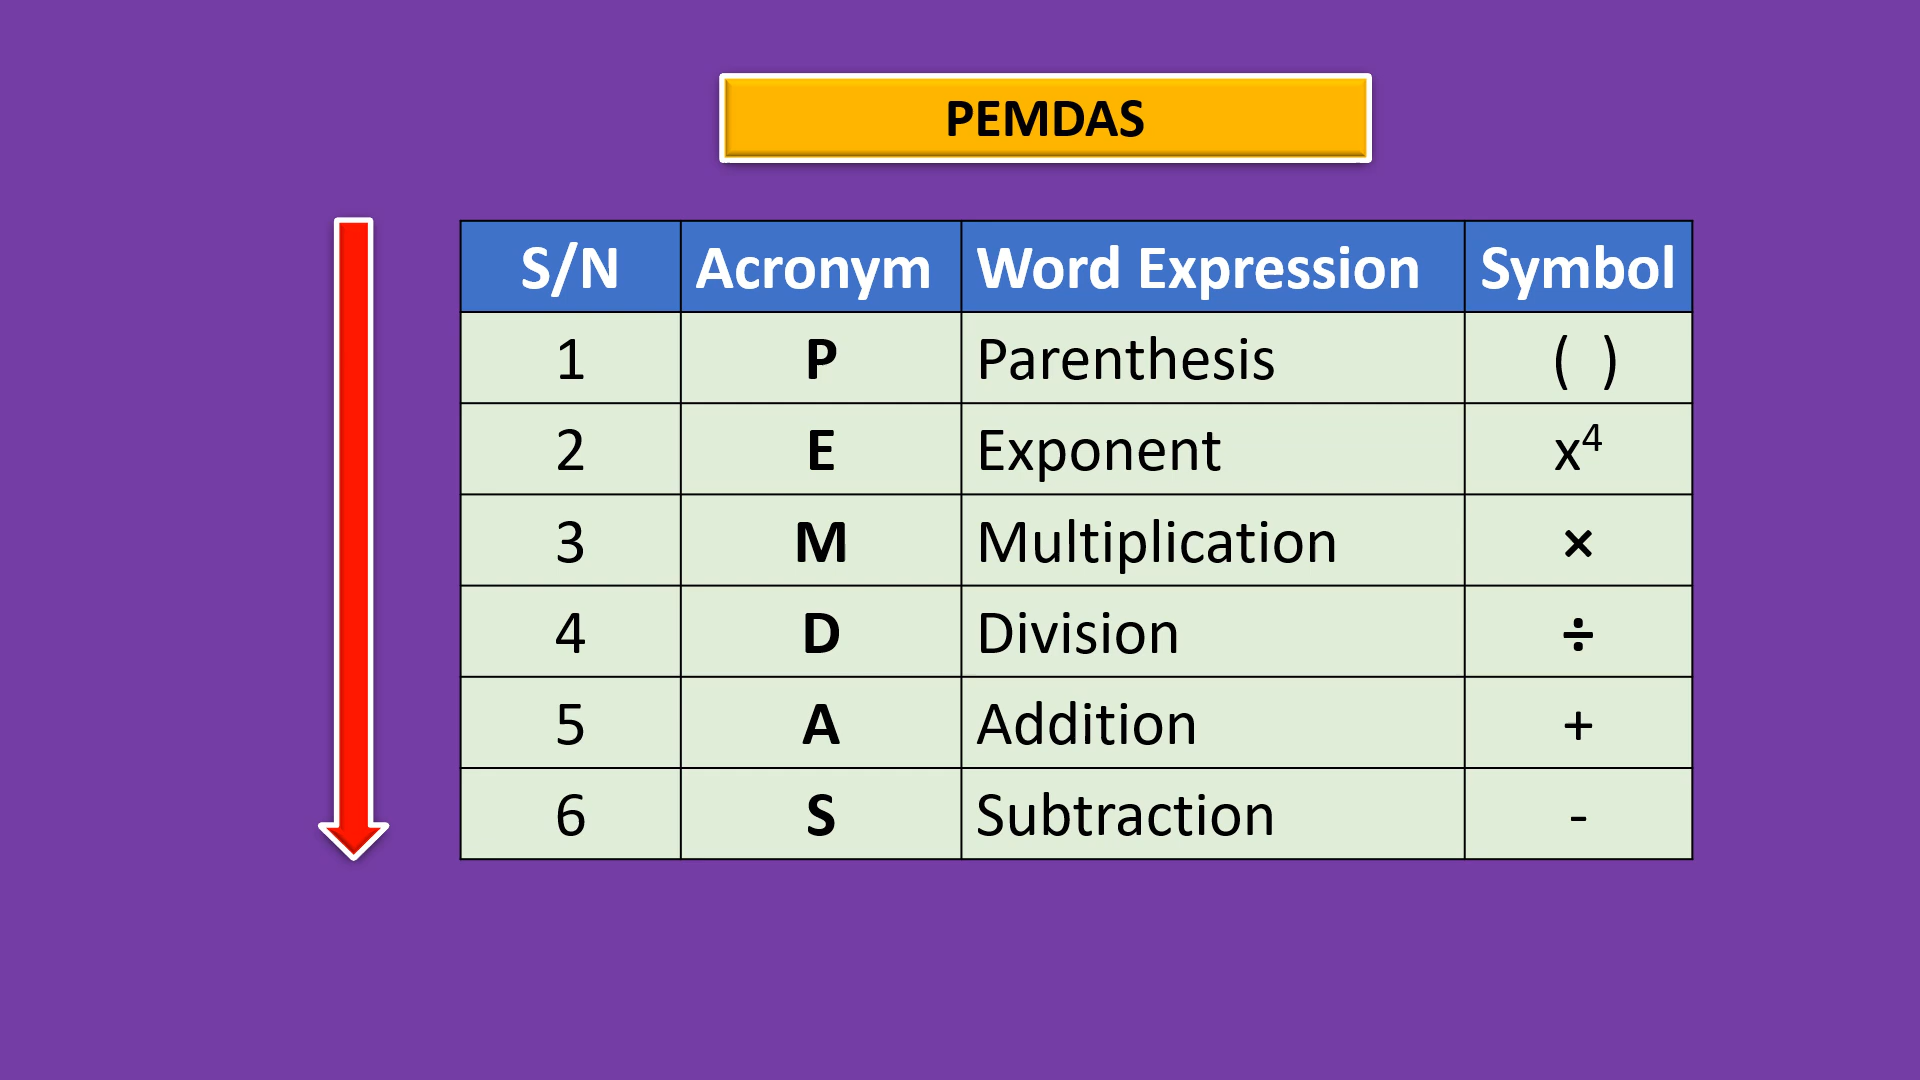 PEMDAS
S/N Acronym Word Expression Symbol
1 P Parenthesis ( )
2 E Exponent x⁴
3 M Multiplication ×
4 D Division ÷
5 A Addition +
6 S Subtraction -